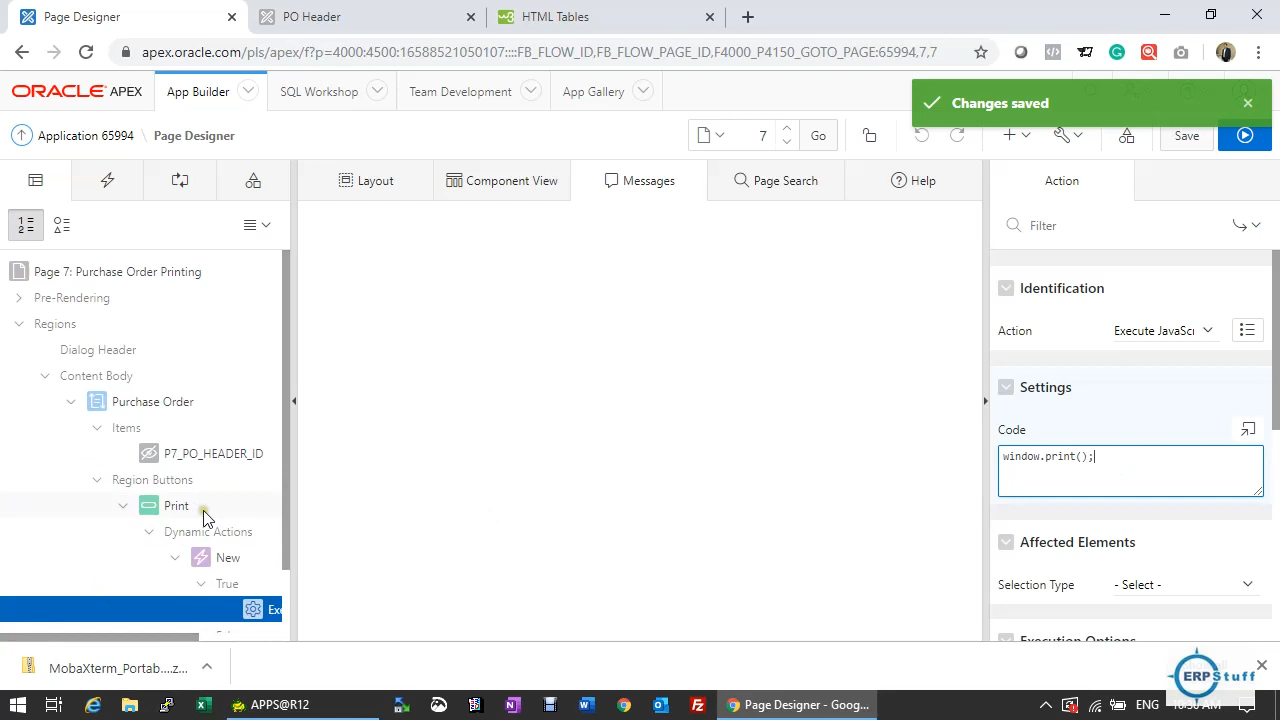 Page Designer
PO Header
HTML Tables
apex.oracle.com/pls/apex/f?p=4000:4500:16588521050107::::FB_FLOW_ID,FB_FLOW_PAGE_ID,F4000_P4150_GOTO_PAGE:65994,7,7
ORACLE APEX
App Builder
SQL Workshop
Team Development
App Gallery
Changes saved
Application 65994
Page Designer
7
Go
Save
Layout
Component View
Messages
Page Search
Help
Action
Filter
Page 7: Purchase Order Printing
Pre-Rendering
Regions
Dialog Header
Content Body
Purchase Order
Items
P7_PO_HEADER_ID
Region Buttons
Print
Dynamic Actions
New
True
Exe
Identification
Action
Execute JavaScr
Settings
Code
window.print();
Affected Elements
Selection Type
- Select -
Execution Options
MobaXterm_Portab....z...
APPS@R12
Page Designer - Goog...
ENG
ERPStuff